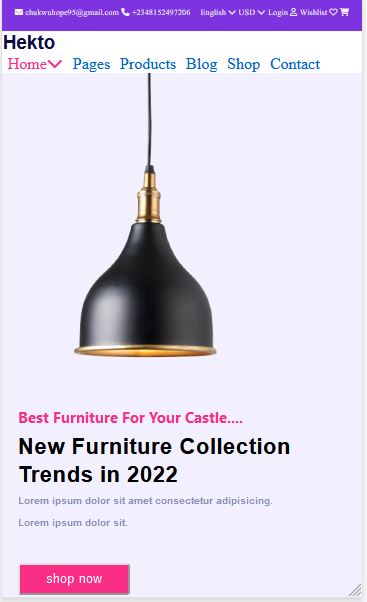 chukwuhope95@gmail.com +2348152497206 English USD Login Wishlist
Hekto
Home Pages Products Blog Shop Contact
Best Furniture For Your Castle....
New Furniture Collection
Trends in 2022
Lorem ipsum dolor sit amet consectetur adipisicing.
Lorem ipsum dolor sit.
shop now